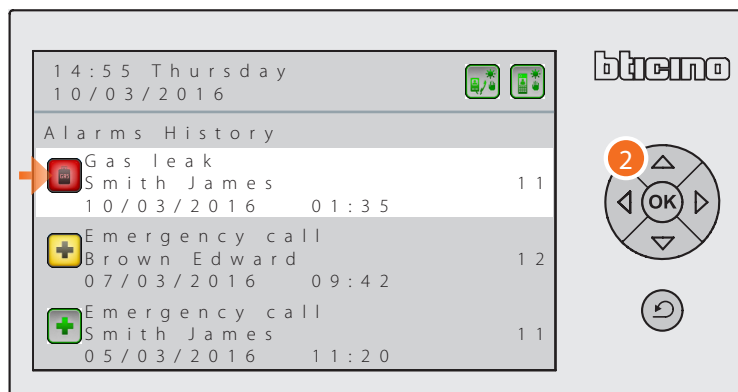 14:55 Thursday
10/03/2016
bticino
Alarms History
Gas leak
GAS
Smith James 11
10/03/2016 01:35
Emergency call
Brown Edward 12
07/03/2016 09:42
Emergency call
Smith James 11
05/03/2016 11:20
2
OK